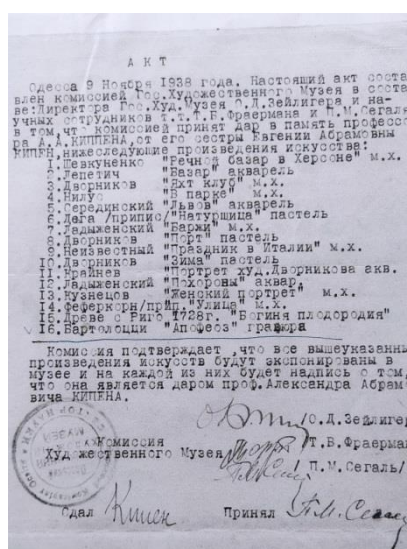 А К Т
Одесса 9 Ноября 1938 года. Настоящий акт соста
влен комиссией Гос.Художественного Музея в соста
ве:Директора Гос.Худ.Музея О.Д.Зейлигера и на-
учных сотрудников т.т.Т.Б.Фраермана и П.М.Сегаля
в том,что комиссией принят дар в память професс
ра А.А.КИПЕНА,от его сестры Евгении Абрамовны
КИПЕН,нижеследующие произведения искусства:
1.Шевкуненко "Речной базар в Херсоне" м.х.
2.Лепетич "Базар" акварель
3.Дворников "Яхт клуб" м.х.
4.Нилус "В парке" м.х.
5.Серединский "Львов" акварель
6.Дега /припис/"Натурщица" пастель
7.Ладыженский "Баржи" м.х.
8.Дворников "Порт" пастель
9.Неизвестный "Праздник в Италии" м.х.
10.Дворников "Зима" пастель
11.Крайнев "Портрет худ.Дворникова акв.
12.Ладыженский "Похороны" аквар.
13.Кузнецов "Женский портрет" м.х.
14.Феферкорн/прип."Улица" м.х.
15.Древе с Риго 1728г. "Богиня плодородия"
16.Бартолоцци "Апофеоз" гравюра
Комиссия подтверждает ,что все вышеуказанны
произведения искусств будут экспонированы в
музее и на каждой из них будет надпись о том,
что она является даром проф.Александра Абрам-
вича КИПЕНА.
/О.Д.Зейлигер
Комиссия /Т.Б.Фраерман
Художественного Музея / П.М.Сегаль/
Сдал Кипен Принял П.М. Сегал